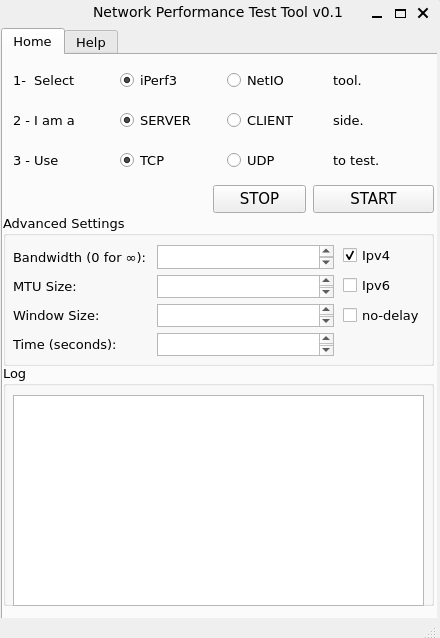 Network Performance Test Tool v0.1
Home Help
1- Select iPerf3 NetIO tool.
2 - I am a SERVER CLIENT side.
3 - Use TCP UDP to test.
STOP START
Advanced Settings
Bandwidth (0 for ∞): Ipv4
MTU Size: Ipv6
Window Size: no-delay
Time (seconds):
Log